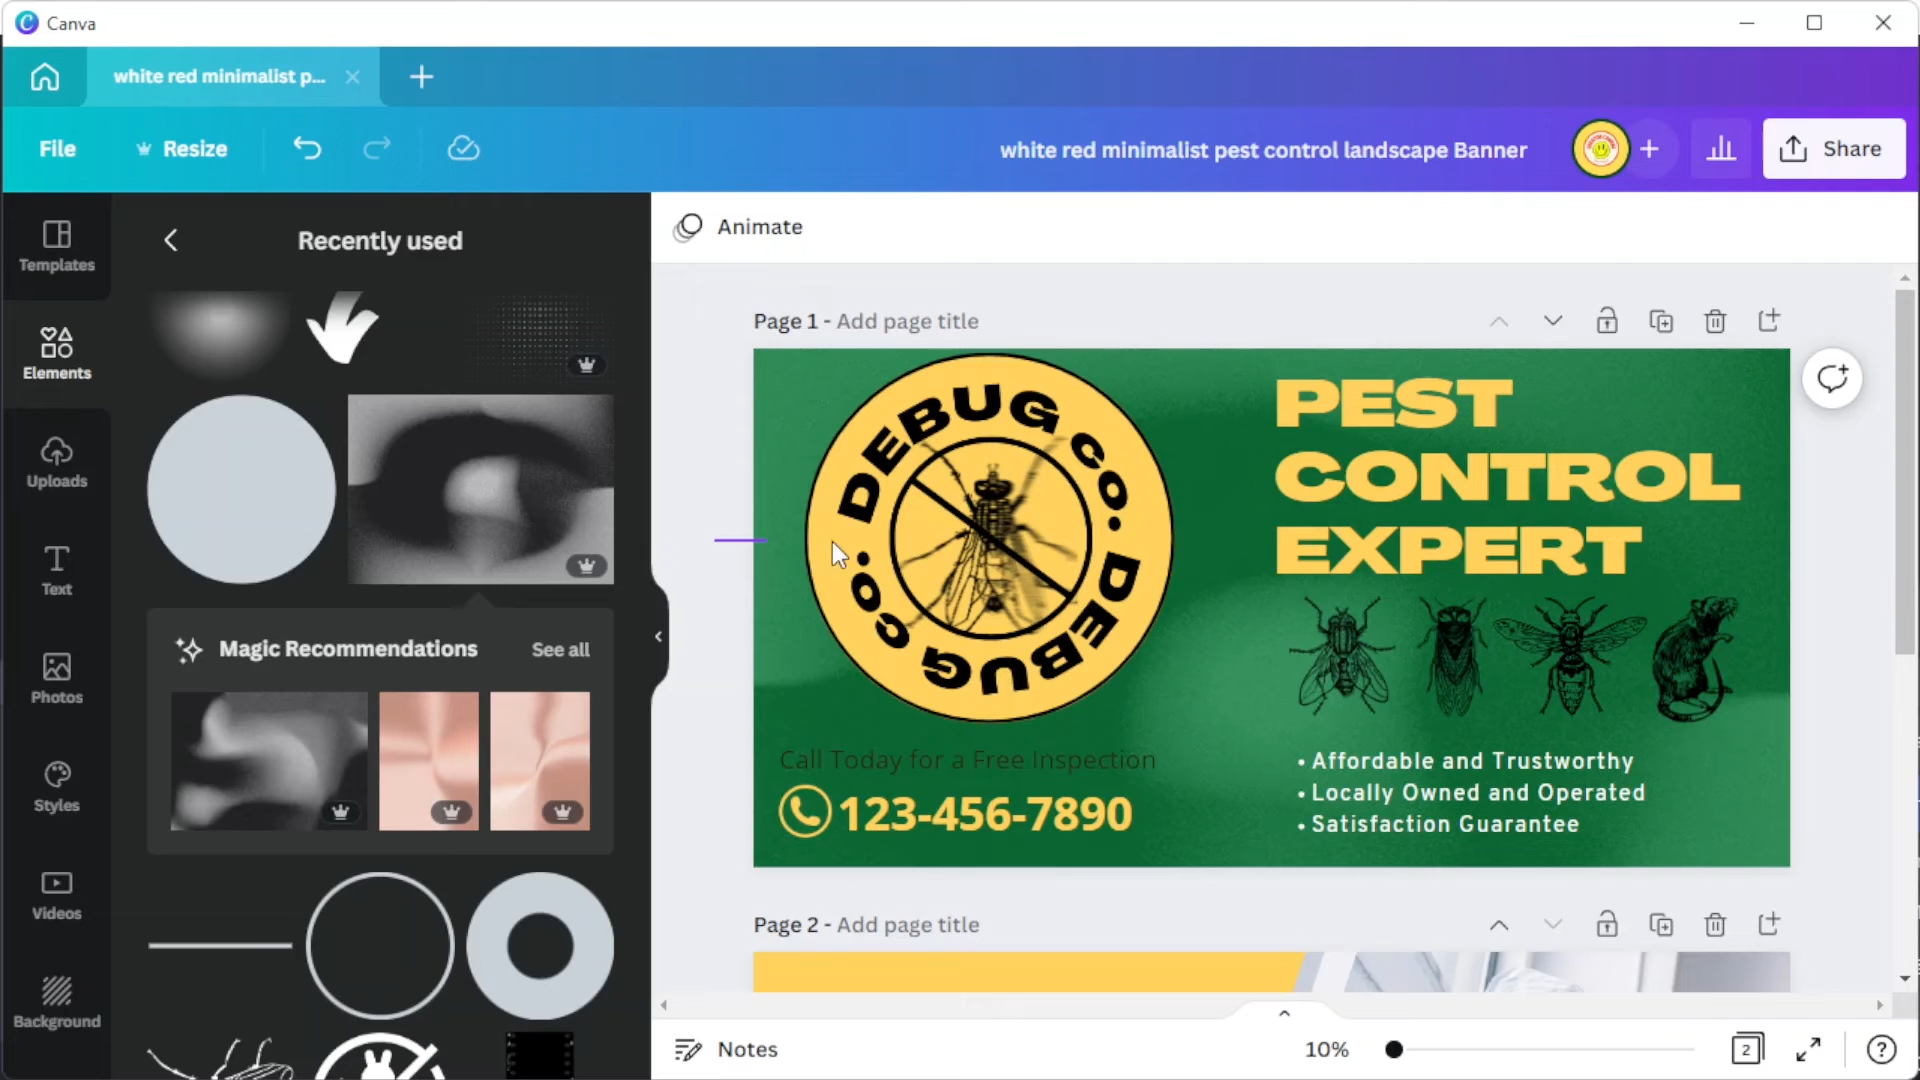 Canva
white red minimalist p...
File
Resize
white red minimalist pest control landscape Banner
Share
Templates
Elements
Uploads
Text
Photos
Styles
Videos
Background
Recently used
Magic Recommendations
See all
Animate
Page 1 - Add page title
DEBUG CO. DEBUG CO.
PEST
CONTROL
EXPERT
Call Today for a Free Inspection
123-456-7890
• Affordable and Trustworthy
• Locally Owned and Operated
• Satisfaction Guarantee
Page 2 - Add page title
Notes
10%
2
?